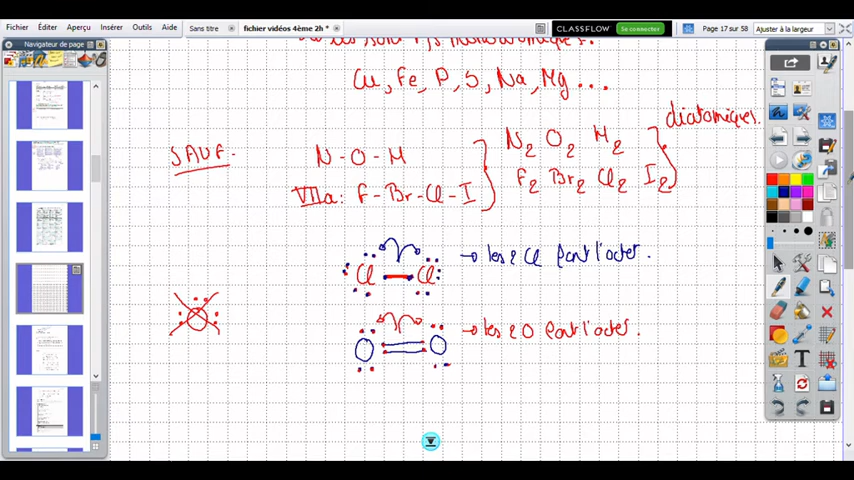 Fichier Édition Aperçu Insérer Outils Aide
Sans titre
fichier vidéos 4ème 2h *
CLASSFLOW
Se connecter
Page 17 sur 58
Ajuster à la largeur
Navigateur de page
monoatomiques.
Cu, Fe, P, S, Na, Mg ...
diatomiques.
SAUF.
N - O - H
N2 O2 H2
VIIa: F - Br - Cl - I
F2 Br2 Cl2 I2
Cl Cl → les 2 Cl font l'octet.
O
O O → les 2 O font l'octet.